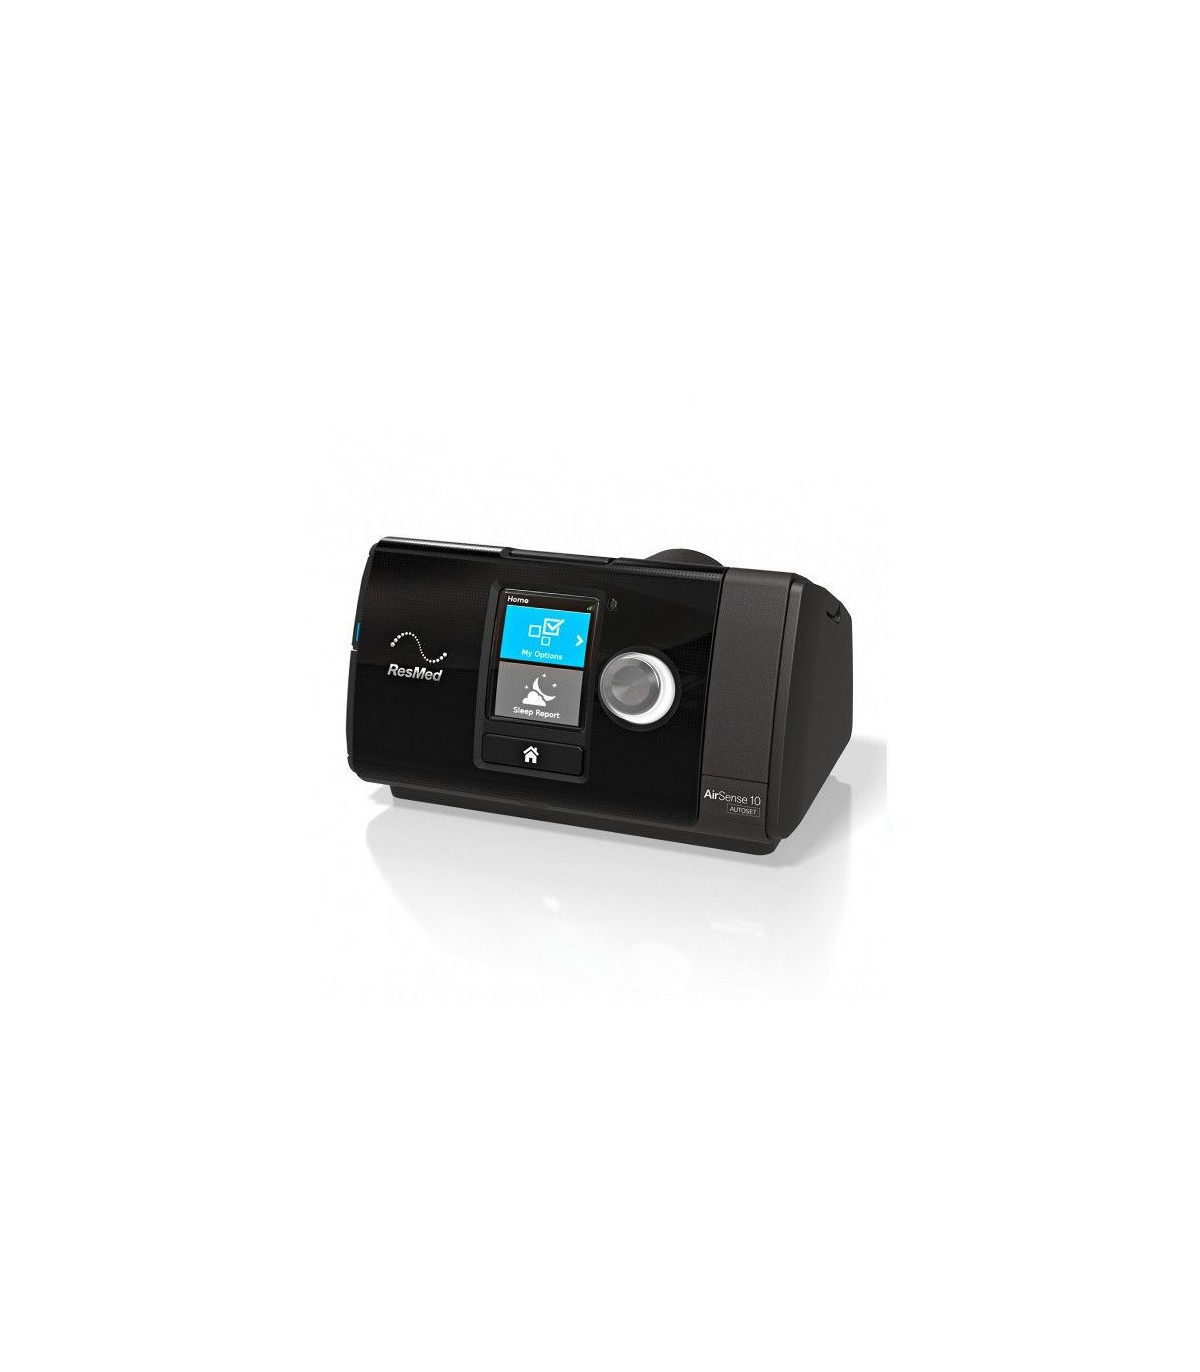 Home
My Options
Sleep Report
ResMed
AirSense 10
AUTOSET